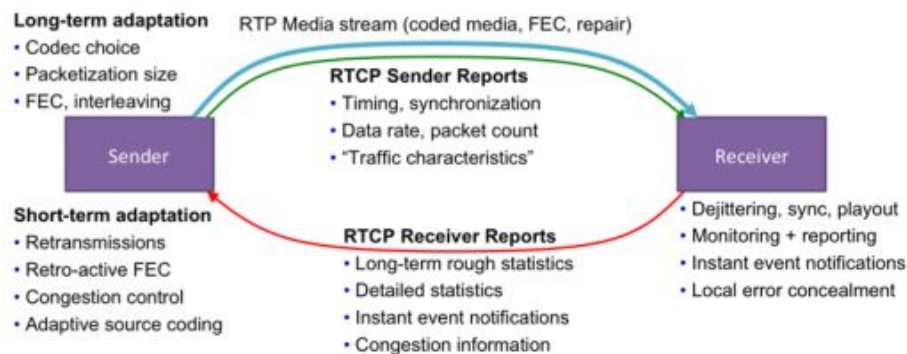 Long-term adaptation
• Codec choice
• Packetization size
• FEC, interleaving
RTP Media stream (coded media, FEC, repair)
RTCP Sender Reports
• Timing, synchronization
• Data rate, packet count
• “Traffic characteristics”
Sender
Receiver
Short-term adaptation
• Retransmissions
• Retro-active FEC
• Congestion control
• Adaptive source coding
RTCP Receiver Reports
• Long-term rough statistics
• Detailed statistics
• Instant event notifications
• Congestion information
• Dejittering, sync, playout
• Monitoring + reporting
• Instant event notifications
• Local error concealment